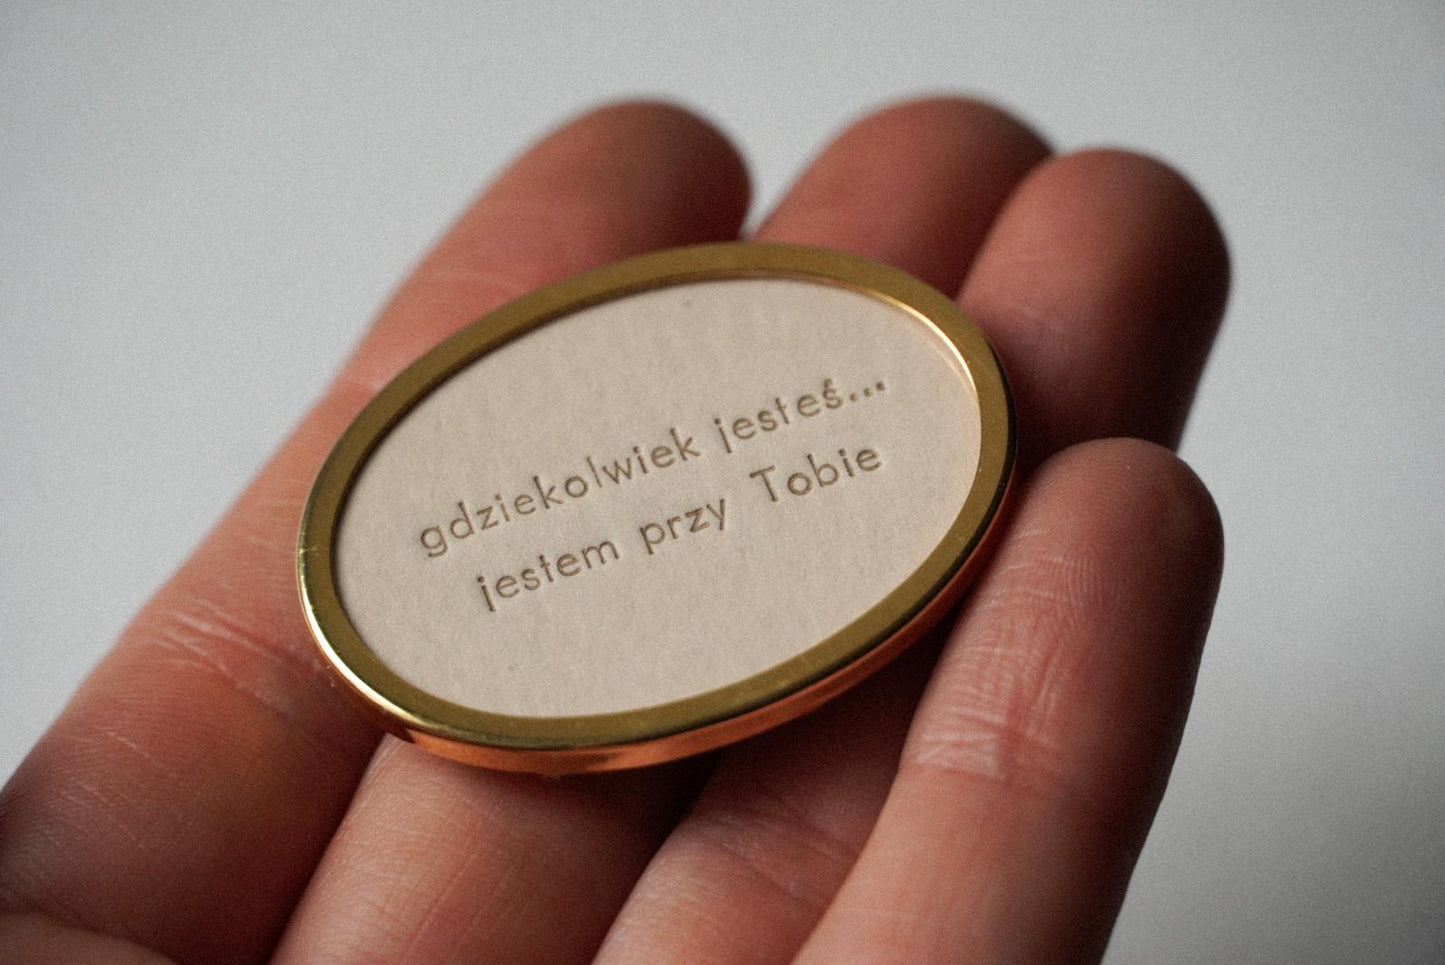 gdziekolwiek jesteś...
jestem przy Tobie